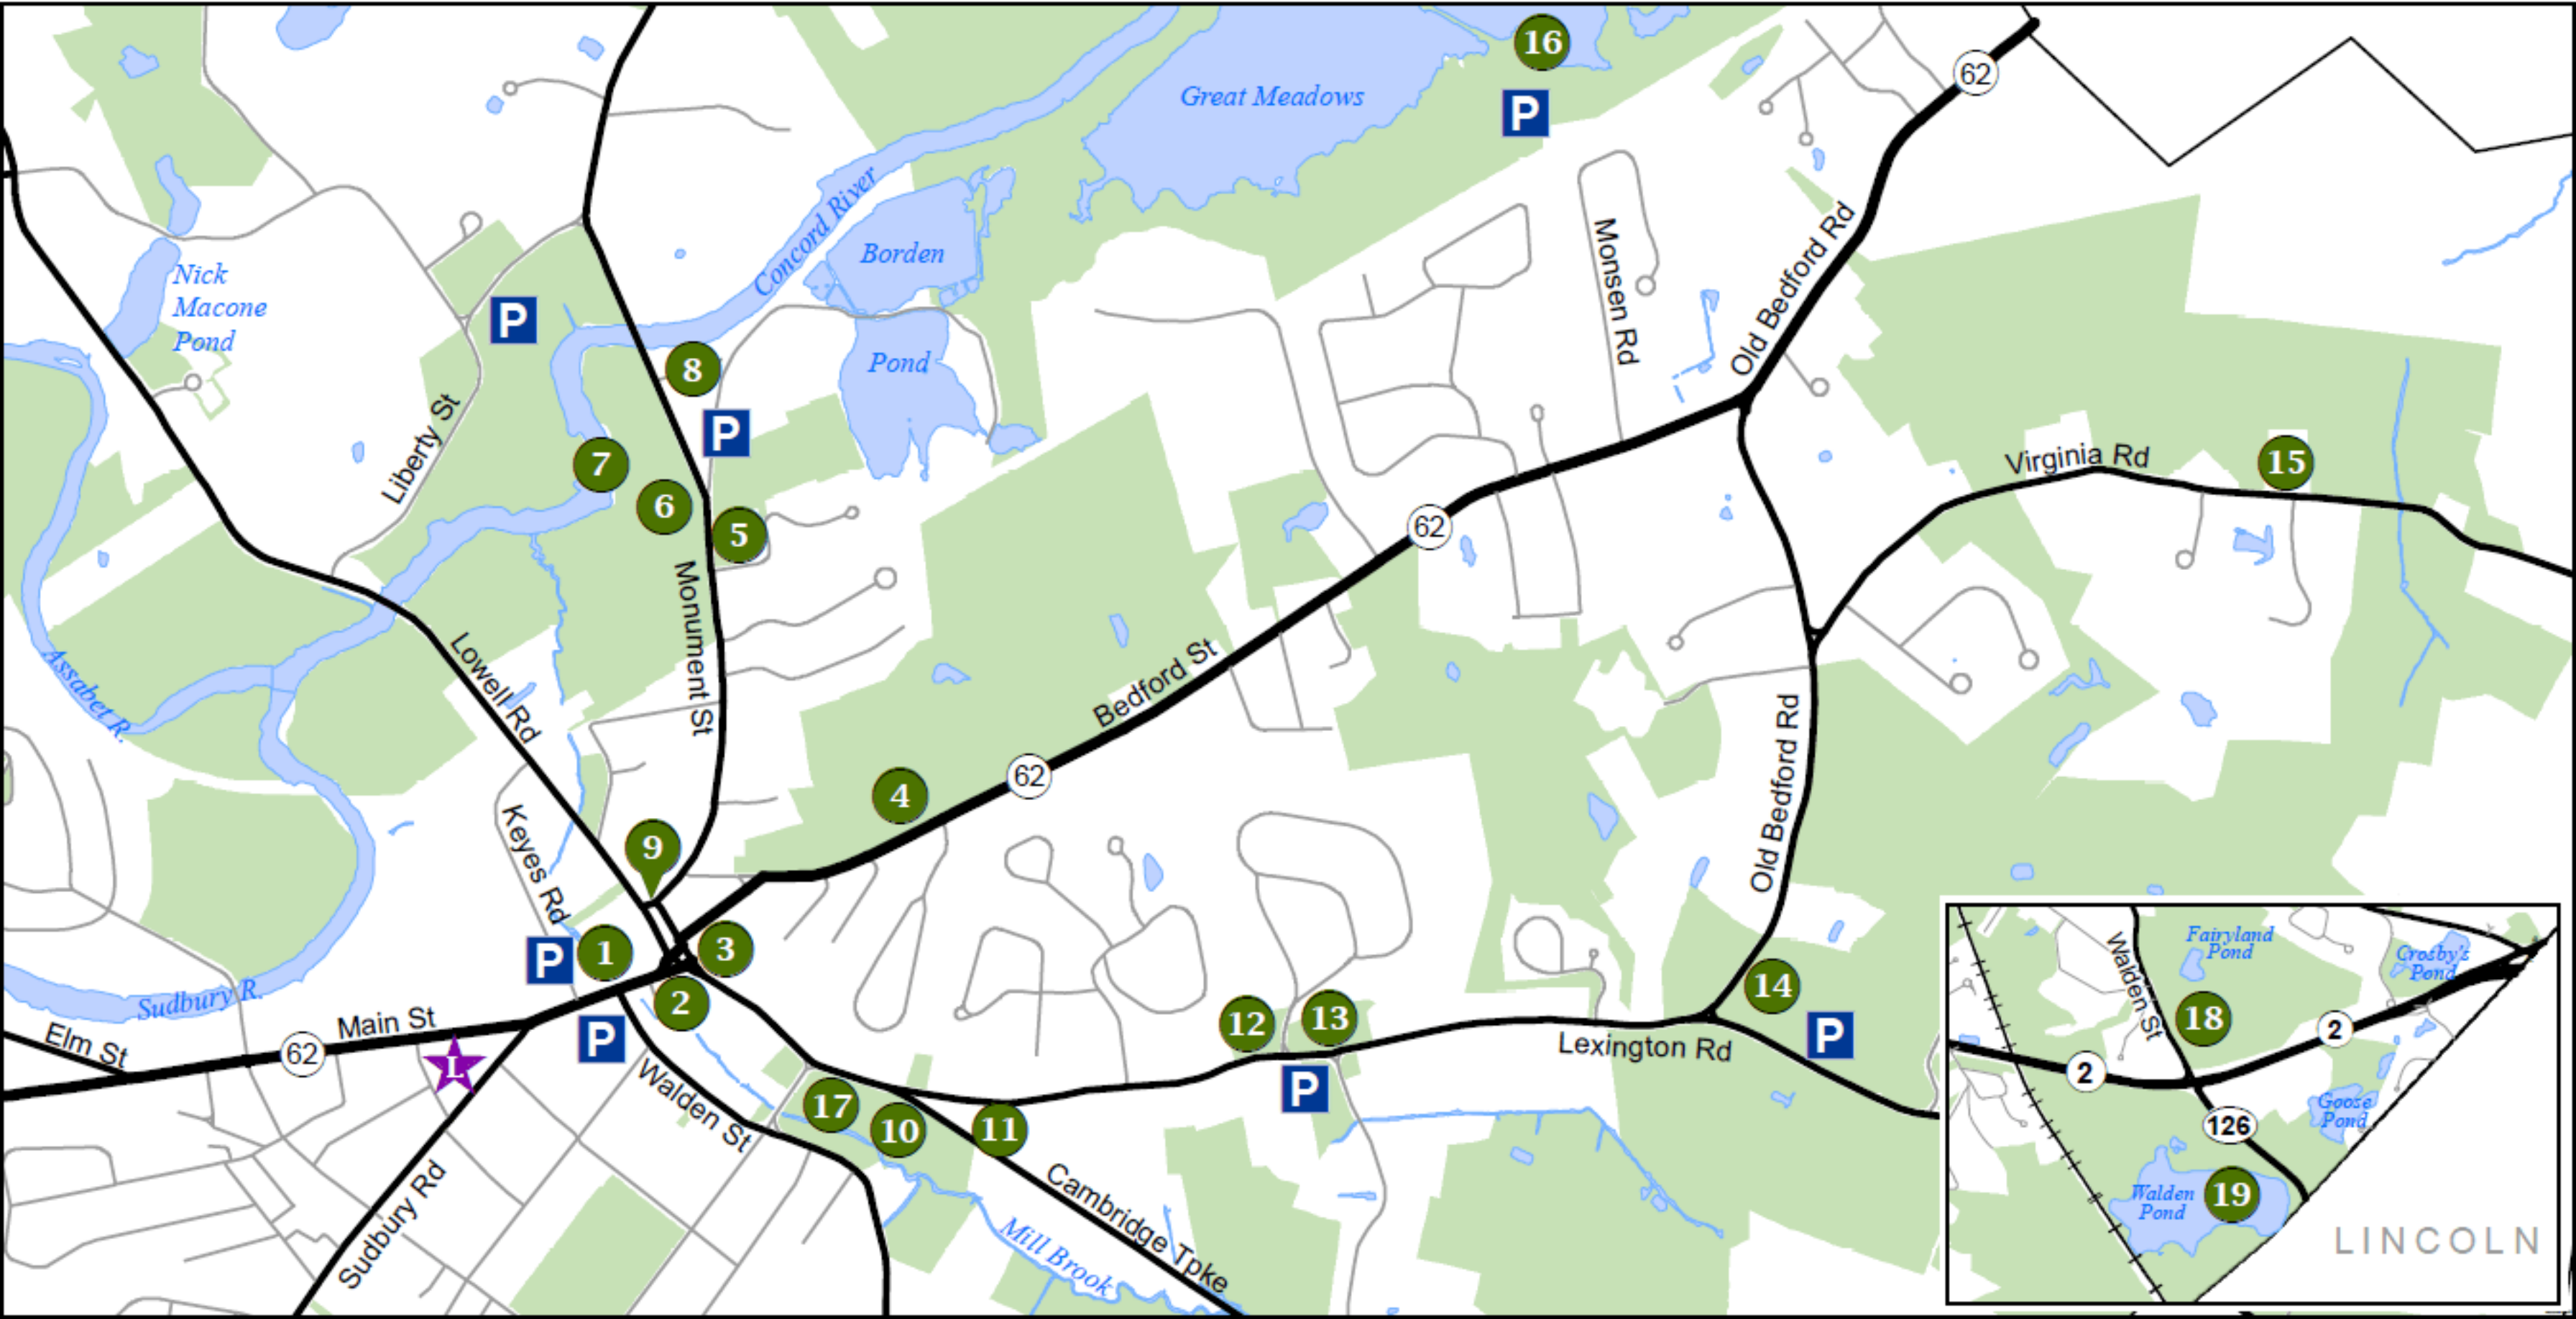 16
62
Great Meadows
P
Concord River
Borden
Nick
Macone
Pond
P
Monsen Rd
Old Bedford Rd
8
Pond
P
Liberty St
7
6
5
Virginia Rd
15
62
Monument St
Lowell Rd
Assabet R.
Bedford St
62
4
Old Bedford Rd
Keyes Rd
9
P
1
3
2
Sudbury R.
Elm St
62
Main St
L
P
Walden St
12
13
14
P
Lexington Rd
P
17
10
11
Cambridge Tpke
Mill Brook
Sudbury Rd
Walden St
Fairyland
Pond
Crosby's
Pond
18
2
2
Goose
Pond
126
Walden
Pond
19
LINCOLN